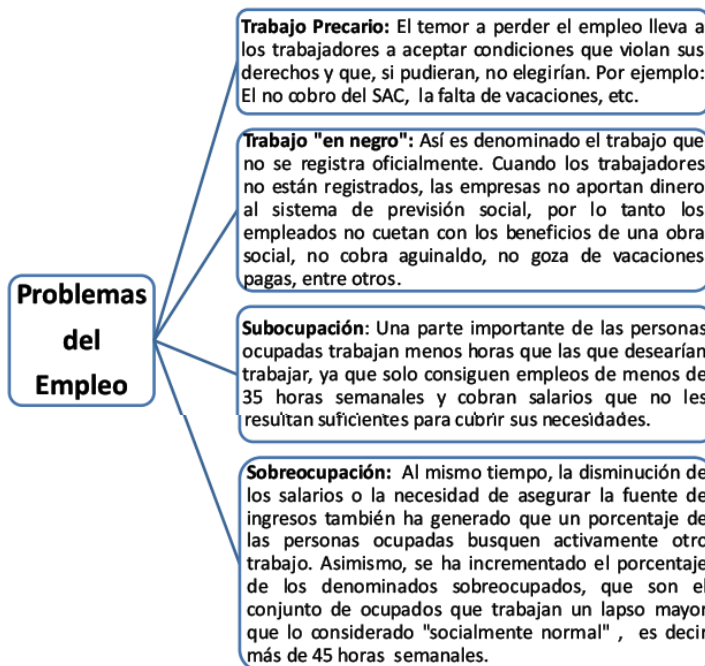 Trabajo Precario: El temor a perder el empleo lleva a
los trabajadores a aceptar condiciones que violan sus
derechos y que, si pudieran, no elegirían. Por ejemplo:
El no cobro del SAC, la falta de vacaciones, etc.
Trabajo "en negro": Así es denominado el trabajo que
no se registra oficialmente. Cuando los trabajadores
no están registrados, las empresas no aportan dinero
al sistema de previsión social, por lo tanto los
empleados no cuetan con los beneficios de una obra
social, no cobra aguinaldo, no goza de vacaciones
pagas, entre otros.
Problemas
del
Empleo
Subocupación: Una parte importante de las personas
ocupadas trabajan menos horas que las que desearían
trabajar, ya que solo consiguen empleos de menos de
35 horas semanales y cobran salarios que no les
resultan suficientes para cubrir sus necesidades.
Sobreocupación: Al mismo tiempo, la disminución de
los salarios o la necesidad de asegurar la fuente de
ingresos también ha generado que un porcentaje de
las personas ocupadas busquen activamente otro
trabajo. Asimismo, se ha incrementado el porcentaje
de los denominados sobreocupados, que son el
conjunto de ocupados que trabajan un lapso mayor
que lo considerado "socialmente normal" , es decir
más de 45 horas semanales.